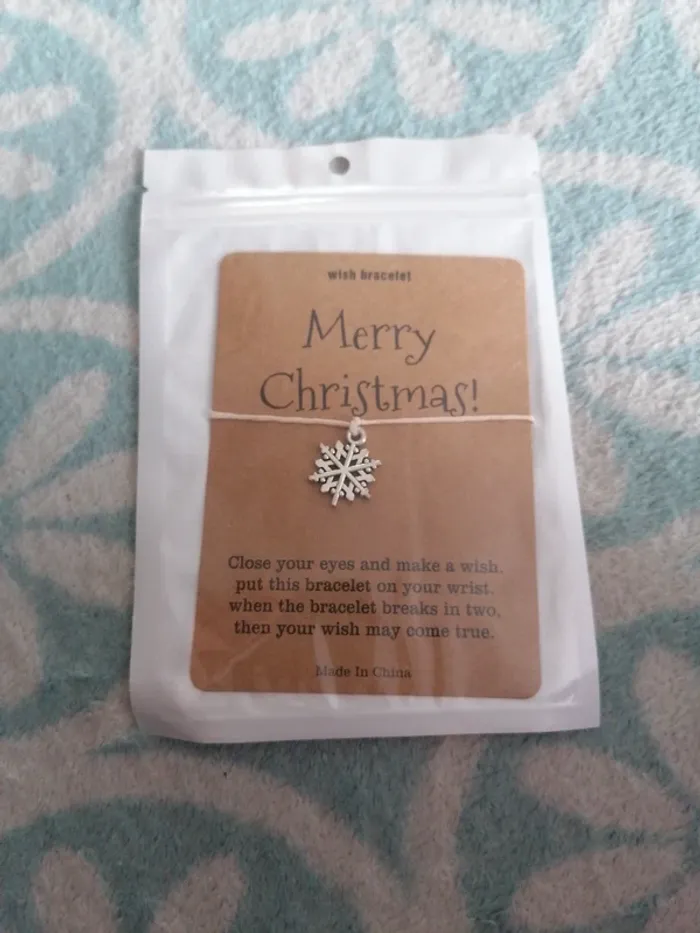 wish bracelet
Merry
Christmas!
Close your eyes and make a wish.
put this bracelet on your wrist.
when the bracelet breaks in two,
then your wish may come true.
Made In China